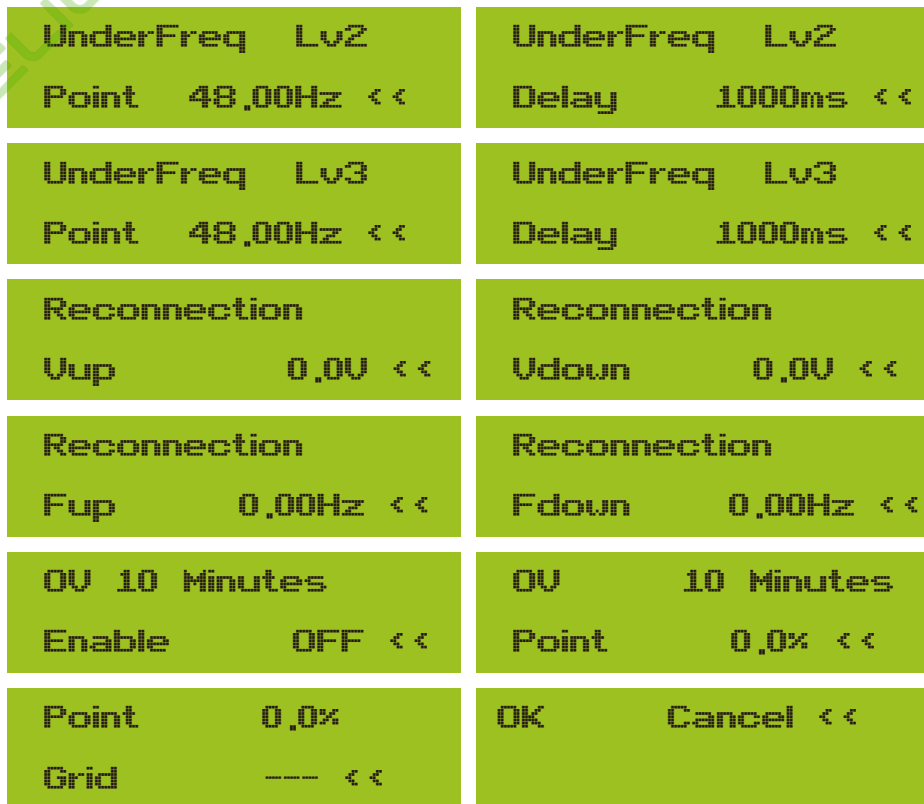 UnderFreq Lv2
Point 48.00Hz <<
UnderFreq Lv2
Delay 1000ms <<
UnderFreq Lv3
Point 48.00Hz <<
UnderFreq Lv3
Delay 1000ms <<
Reconnection
Vup 0.0V <<
Reconnection
Vdown 0.0V <<
Reconnection
Fup 0.00Hz <<
Reconnection
Fdown 0.00Hz <<
OV 10 Minutes
Enable OFF <<
OV 10 Minutes
Point 0.0% <<
Point 0.0%
Grid --- <<
OK Cancel <<